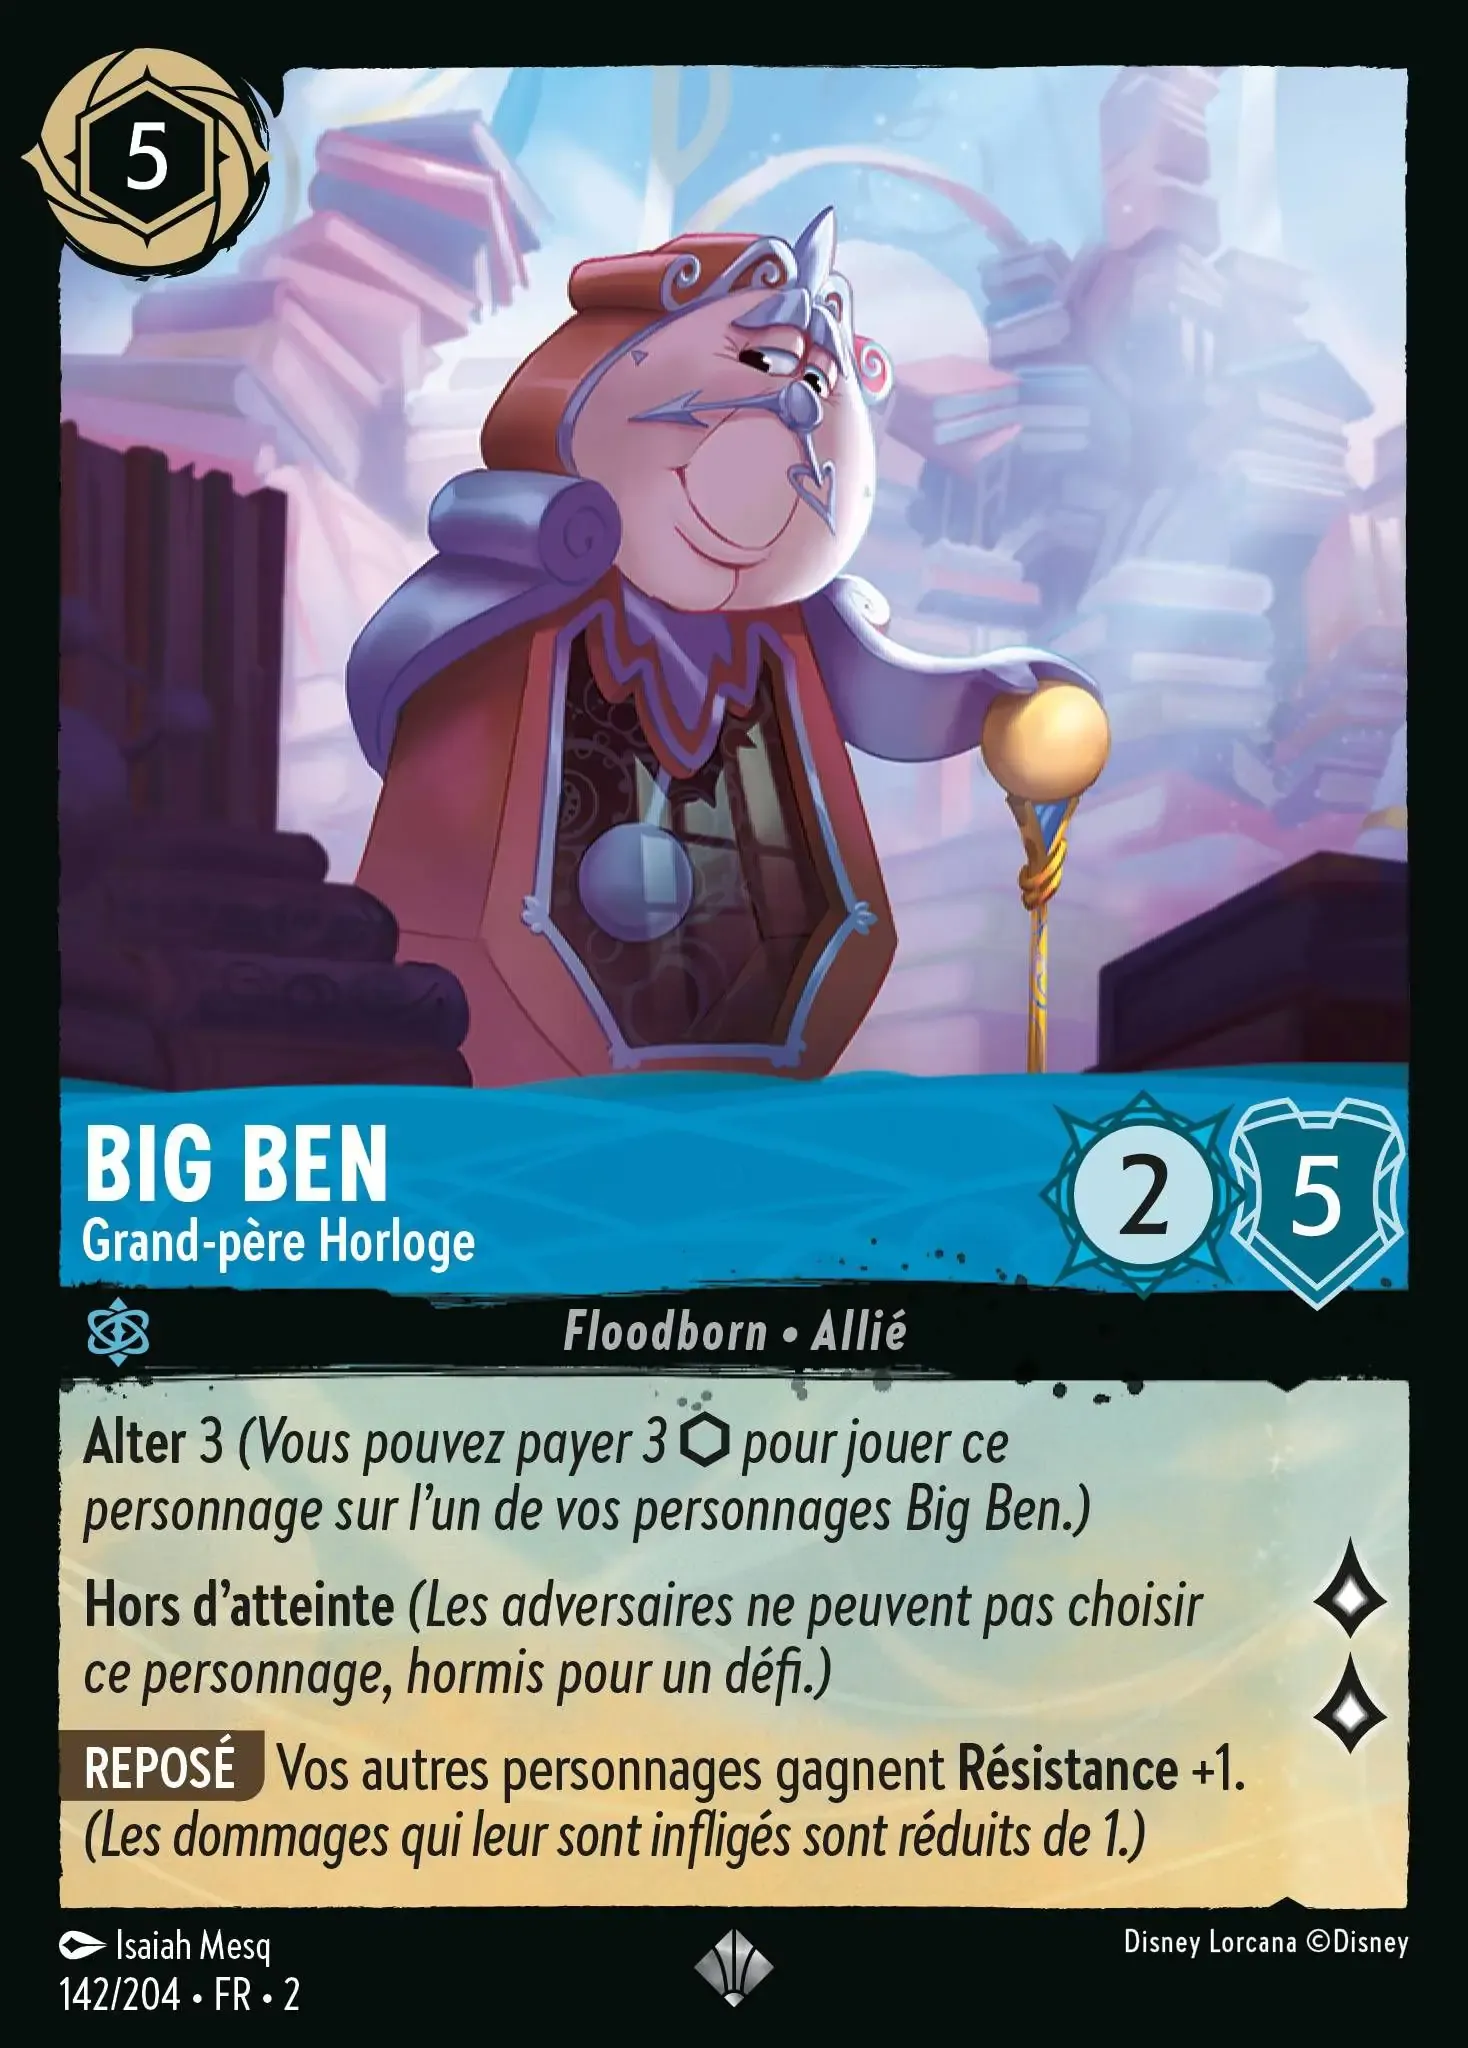 5
BIG BEN
Grand-père Horloge
2
5
Floodborn • Allié
Alter 3 (Vous pouvez payer 3 ⬡ pour jouer ce
personnage sur l'un de vos personnages Big Ben.)
Hors d'atteinte (Les adversaires ne peuvent pas choisir
ce personnage, hormis pour un défi.)
REPOSÉ Vos autres personnages gagnent Résistance +1.
(Les dommages qui leur sont infligés sont réduits de 1.)
Isaiah Mesq
Disney Lorcana ©Disney
142/204 • FR • 2